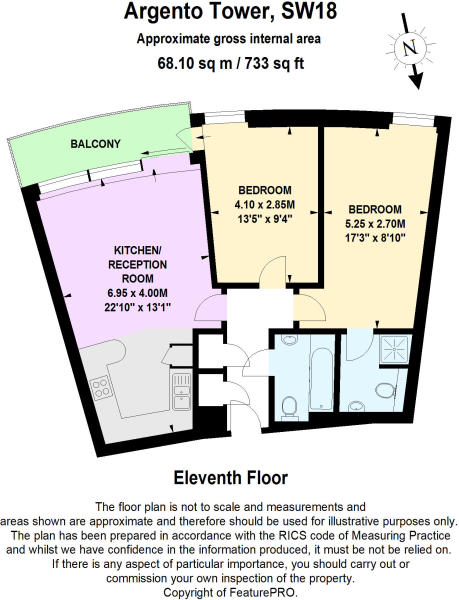 Argento Tower, SW18
Approximate gross internal area
68.10 sq m / 733 sq ft
N
BALCONY
BEDROOM
4.10 x 2.85M
13'5" x 9'4"
BEDROOM
5.25 x 2.70M
17'3" x 8'10"
KITCHEN/
RECEPTION
ROOM
6.95 x 4.00M
22'10" x 13'1"
Eleventh Floor
The floor plan is not to scale and measurements and
areas shown are approximate and therefore should be used for illustrative purposes only.
The plan has been prepared in accordance with the RICS code of Measuring Practice
and whilst we have confidence in the information produced, it must be not be relied on.
If there is any aspect of particular importance, you should carry out or
commission your own inspection of the property.
Copyright of FeaturePRO.